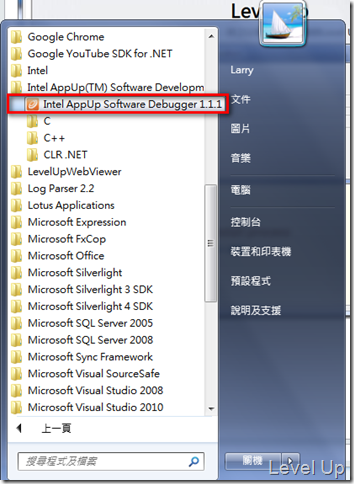 Level Up
Google Chrome
Google YouTube SDK for .NET
Intel
Intel AppUp(TM) Software Developm
Intel AppUp Software Debugger 1.1.1
C
C++
CLR .NET
LevelUpWebViewer
Log Parser 2.2
Lotus Applications
Microsoft Expression
Microsoft FxCop
Microsoft Office
Microsoft Silverlight
Microsoft Silverlight 3 SDK
Microsoft Silverlight 4 SDK
Microsoft SQL Server 2005
Microsoft SQL Server 2008
Microsoft Sync Framework
Microsoft Visual SourceSafe
Microsoft Visual Studio 2008
Microsoft Visual Studio 2010
上一頁
搜尋程式及檔案
Larry
文件
圖片
音樂
電腦
控制台
裝置和印表機
預設程式
說明及支援
關機
Level Up